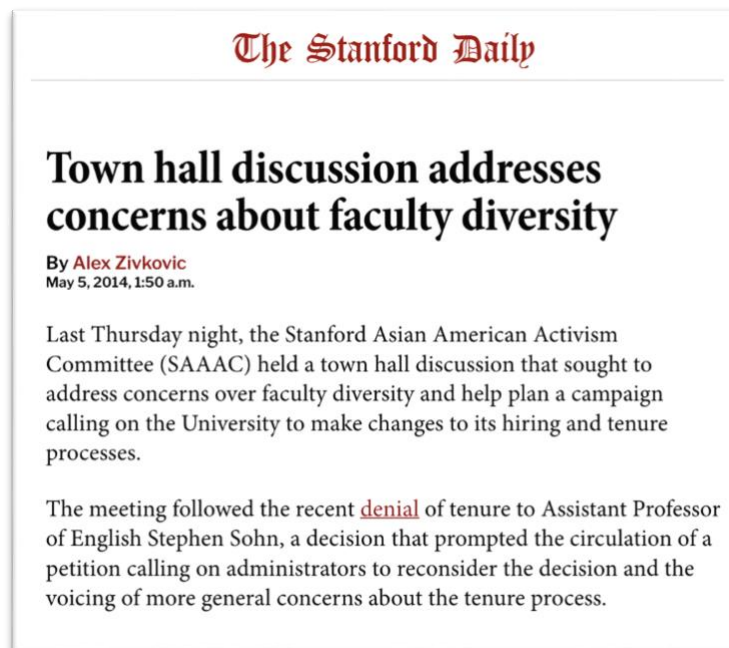 The Stanford Daily
Town hall discussion addresses
concerns about faculty diversity
By Alex Zivkovic
May 5, 2014, 1:50 a.m.
Last Thursday night, the Stanford Asian American Activism
Committee (SAAAC) held a town hall discussion that sought to
address concerns over faculty diversity and help plan a campaign
calling on the University to make changes to its hiring and tenure
processes.
The meeting followed the recent denial of tenure to Assistant Professor
of English Stephen Sohn, a decision that prompted the circulation of a
petition calling on administrators to reconsider the decision and the
voicing of more general concerns about the tenure process.